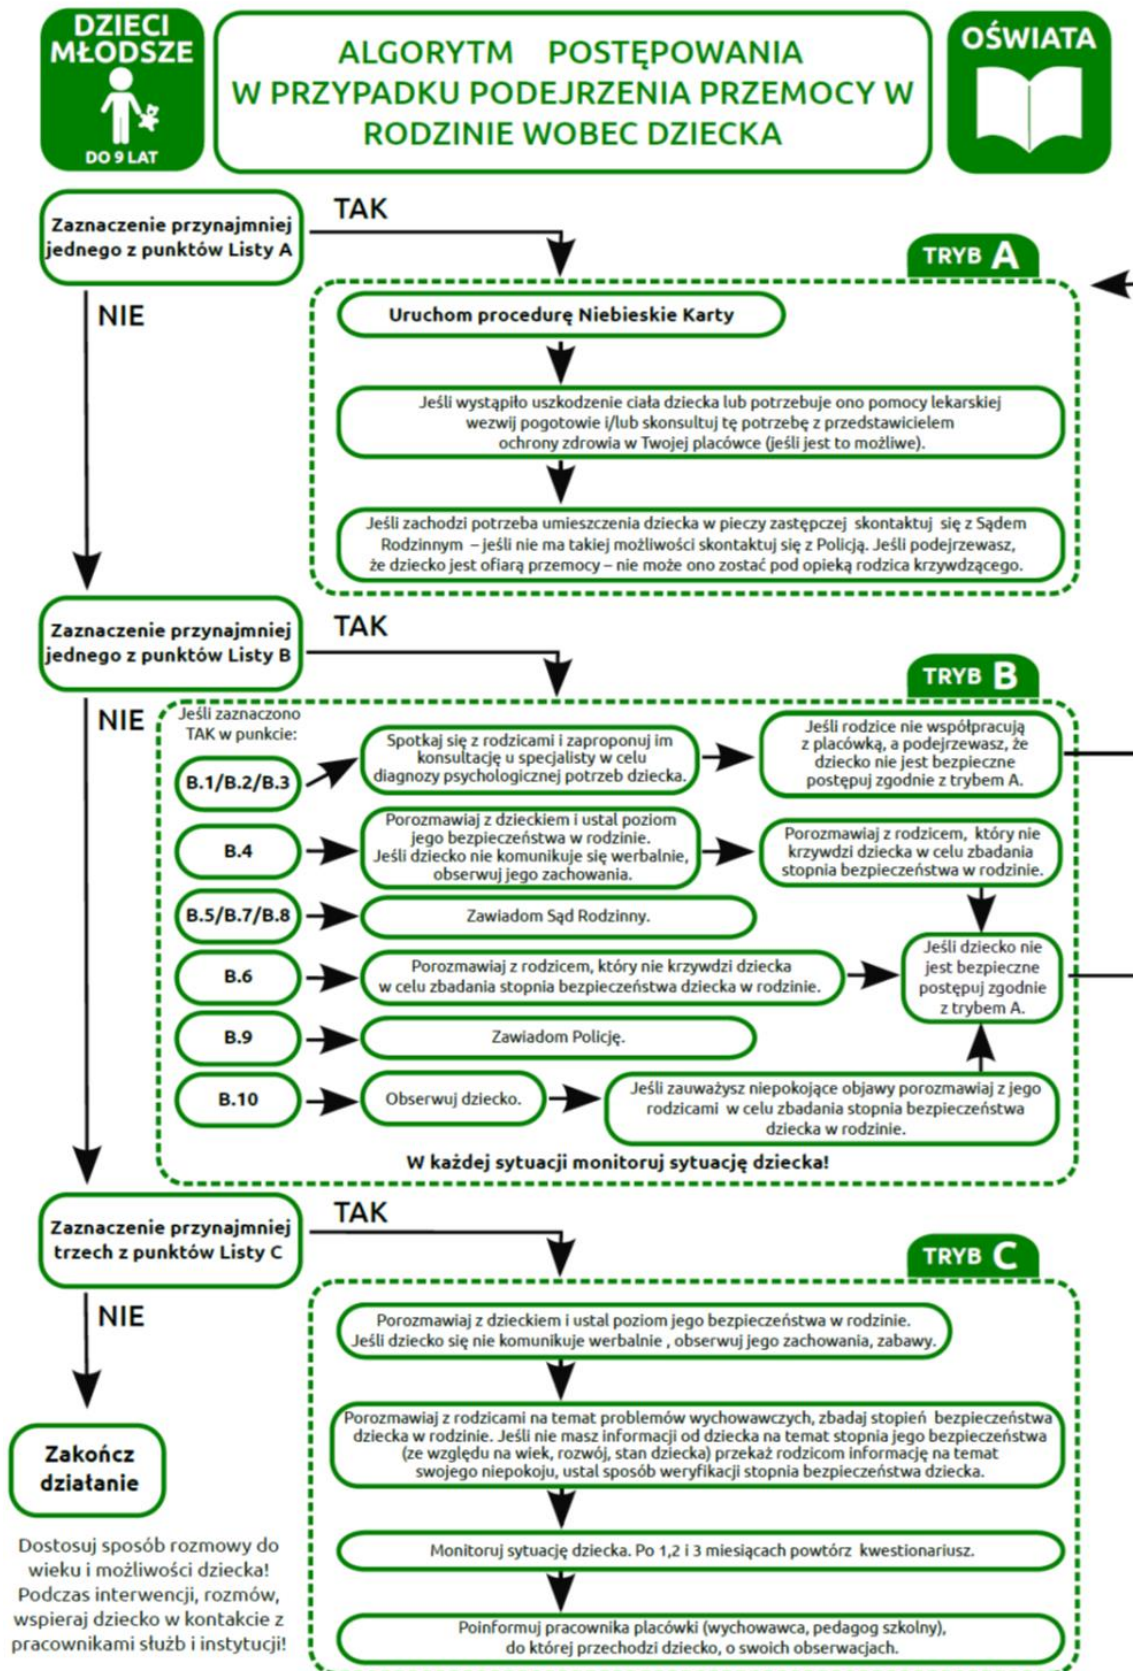 DZIECI
MŁODSZE
DO 9 LAT
ALGORYTM POSTĘPOWANIA
W PRZYPADKU PODEJRZENIA PRZEMOCY W
RODZINIE WOBEC DZIECKA
OŚWIATA
Zaznaczenie przynajmniej
jednego z punktów Listy A
TAK
NIE
TRYB A
Uruchom procedurę Niebieskie Karty
Jeśli wystąpiło uszkodzenie ciała dziecka lub potrzebuje ono pomocy lekarskiej
wezwij pogotowie i/lub skonsultuj tę potrzebę z przedstawicielem
ochrony zdrowia w Twojej placówce (jeśli jest to możliwe).
Jeśli zachodzi potrzeba umieszczenia dziecka w pieczy zastępczej skontaktuj się z Sądem
Rodzinnym – jeśli nie ma takiej możliwości skontaktuj się z Policją. Jeśli podejrzewasz,
że dziecko jest ofiarą przemocy – nie może ono zostać pod opieką rodzica krzywdzącego.
Zaznaczenie przynajmniej
jednego z punktów Listy B
TAK
NIE
TRYB B
Jeśli zaznaczono
TAK w punkcie:
B.1/B.2/B.3
Spotkaj się z rodzicami i zaproponuj im
konsultację u specjalisty w celu
diagnozy psychologicznej potrzeb dziecka.
Jeśli rodzice nie współpracują
z placówką, a podejrzewasz, że
dziecko nie jest bezpieczne
postępuj zgodnie z trybem A.
B.4
Porozmawiaj z dzieckiem i ustal poziom
jego bezpieczeństwa w rodzinie.
Jeśli dziecko nie komunikuje się werbalnie,
obserwuj jego zachowania.
Porozmawiaj z rodzicem, który nie
krzywdzi dziecka w celu zbadania
stopnia bezpieczeństwa w rodzinie.
B.5/B.7/B.8
Zawiadom Sąd Rodzinny.
B.6
Porozmawiaj z rodzicem, który nie krzywdzi dziecka
w celu zbadania stopnia bezpieczeństwa dziecka w rodzinie.
Jeśli dziecko nie
jest bezpieczne
postępuj zgodnie
z trybem A.
B.9
Zawiadom Policję.
B.10
Obserwuj dziecko.
Jeśli zauważysz niepokojące objawy porozmawiaj z jego
rodzicami w celu zbadania stopnia bezpieczeństwa
dziecka w rodzinie.
W każdej sytuacji monitoruj sytuację dziecka!
Zaznaczenie przynajmniej
trzech z punktów Listy C
TAK
NIE
TRYB C
Porozmawiaj z dzieckiem i ustal poziom jego bezpieczeństwa w rodzinie.
Jeśli dziecko się nie komunikuje werbalnie , obserwuj jego zachowania, zabawy.
Porozmawiaj z rodzicami na temat problemów wychowawczych, zbadaj stopień bezpieczeństwa
dziecka w rodzinie. Jeśli nie masz informacji od dziecka na temat stopnia jego bezpieczeństwa
(ze względu na wiek, rozwój, stan dziecka) przekaż rodzicom informację na temat
swojego niepokoju, ustal sposób weryfikacji stopnia bezpieczeństwa dziecka.
Monitoruj sytuację dziecka. Po 1,2 i 3 miesiącach powtórz kwestionariusz.
Poinformuj pracownika placówki (wychowawca, pedagog szkolny),
do której przechodzi dziecko, o swoich obserwacjach.
Zakończ
działanie
Dostosuj sposób rozmowy do
wieku i możliwości dziecka!
Podczas interwencji, rozmów,
wspieraj dziecko w kontakcie z
pracownikami służb i instytucji!